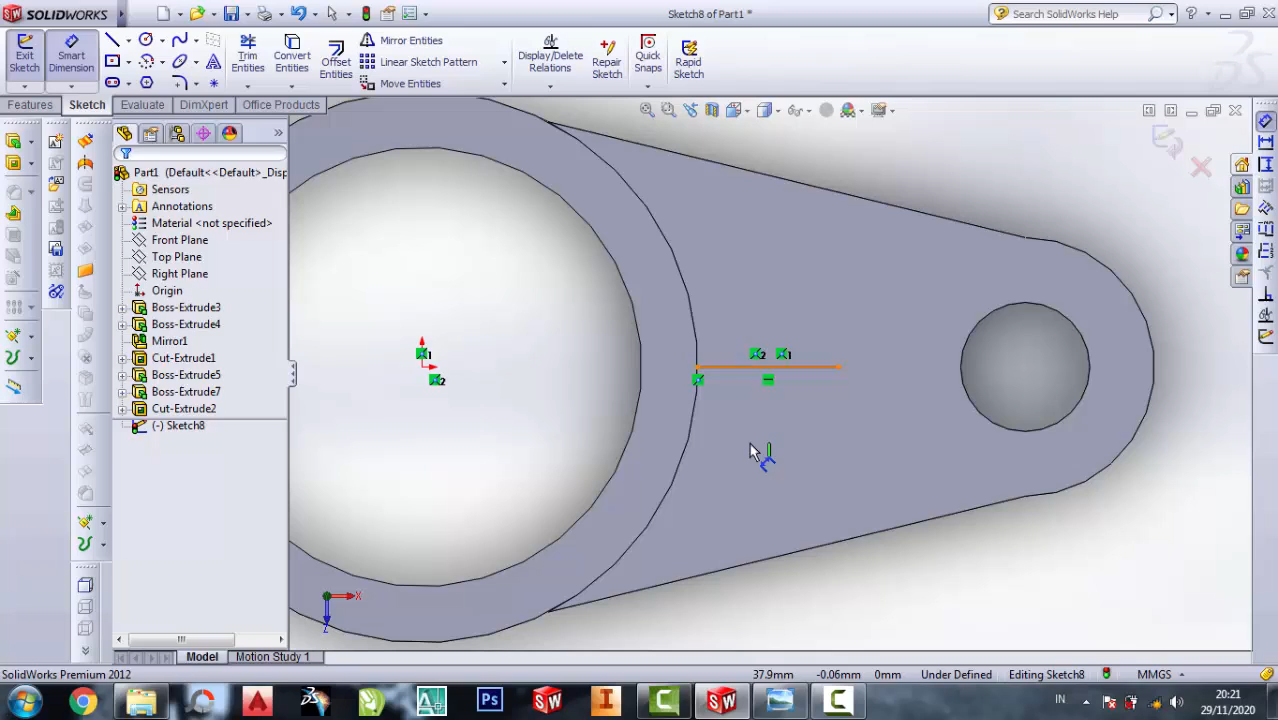 SOLIDWORKS
Sketch8 of Part1 *
Search SolidWorks Help
Exit Sketch
Smart Dimension
Trim Entities
Convert Entities
Offset Entities
Mirror Entities
Linear Sketch Pattern
Move Entities
Display/Delete Relations
Repair Sketch
Quick Snaps
Rapid Sketch
Features
Sketch
Evaluate
DimXpert
Office Products
Part1 (Default<<Default>_Disp
Sensors
Annotations
Material <not specified>
Front Plane
Top Plane
Right Plane
Origin
Boss-Extrude3
Boss-Extrude4
Mirror1
Cut-Extrude1
Boss-Extrude5
Boss-Extrude7
Cut-Extrude2
(-) Sketch8
1
2
2
1
X
Z
Model
Motion Study 1
SolidWorks Premium 2012
37.9mm
-0.06mm
0mm
Under Defined
Editing Sketch8
MMGS
IN
20:21
29/11/2020